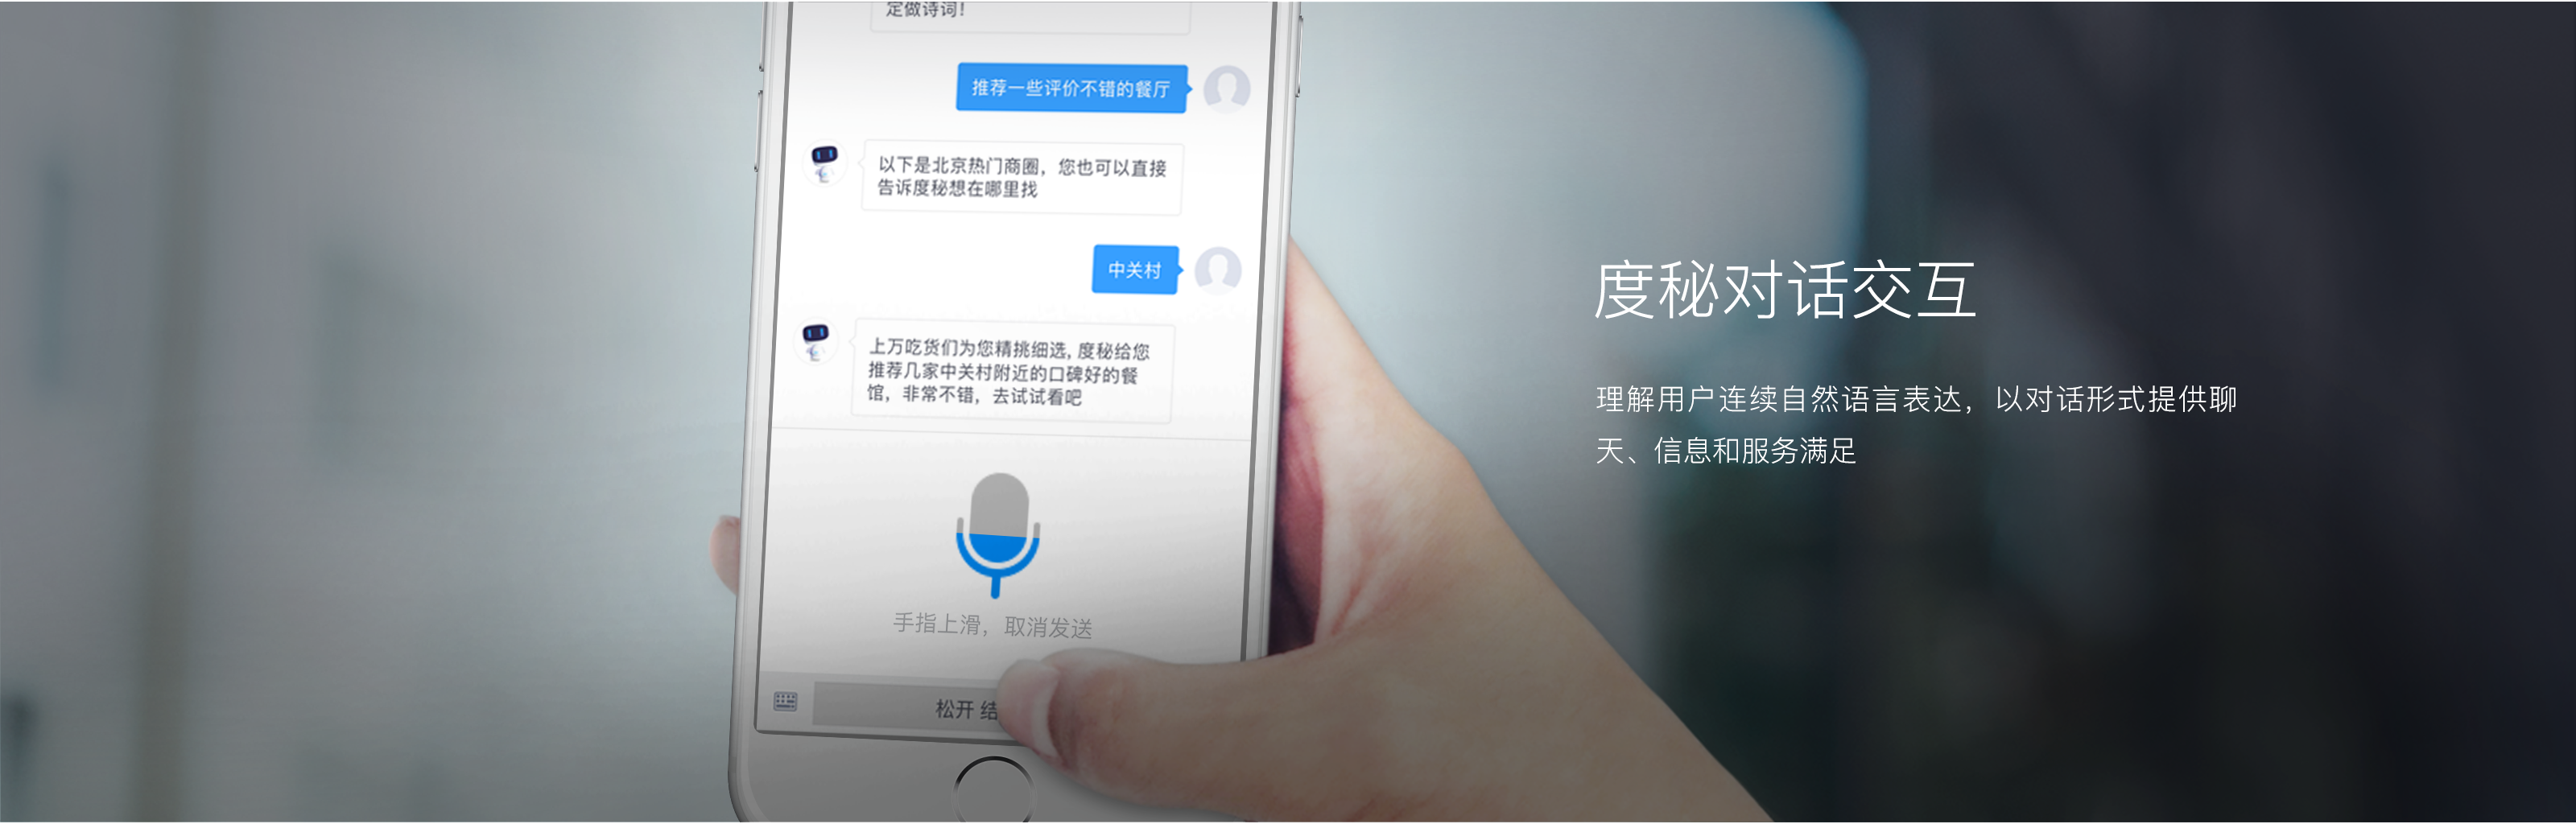 定做诗词！
推荐一些评价不错的餐厅
以下是北京热门商圈，您也可以直接
告诉度秘想在哪里找
中关村
上万吃货们为您精挑细选, 度秘给您
推荐几家中关村附近的口碑好的餐
馆，非常不错，去试试看吧
手指上滑，取消发送
松开 结
度秘对话交互
理解用户连续自然语言表达，以对话形式提供聊
天、信息和服务满足